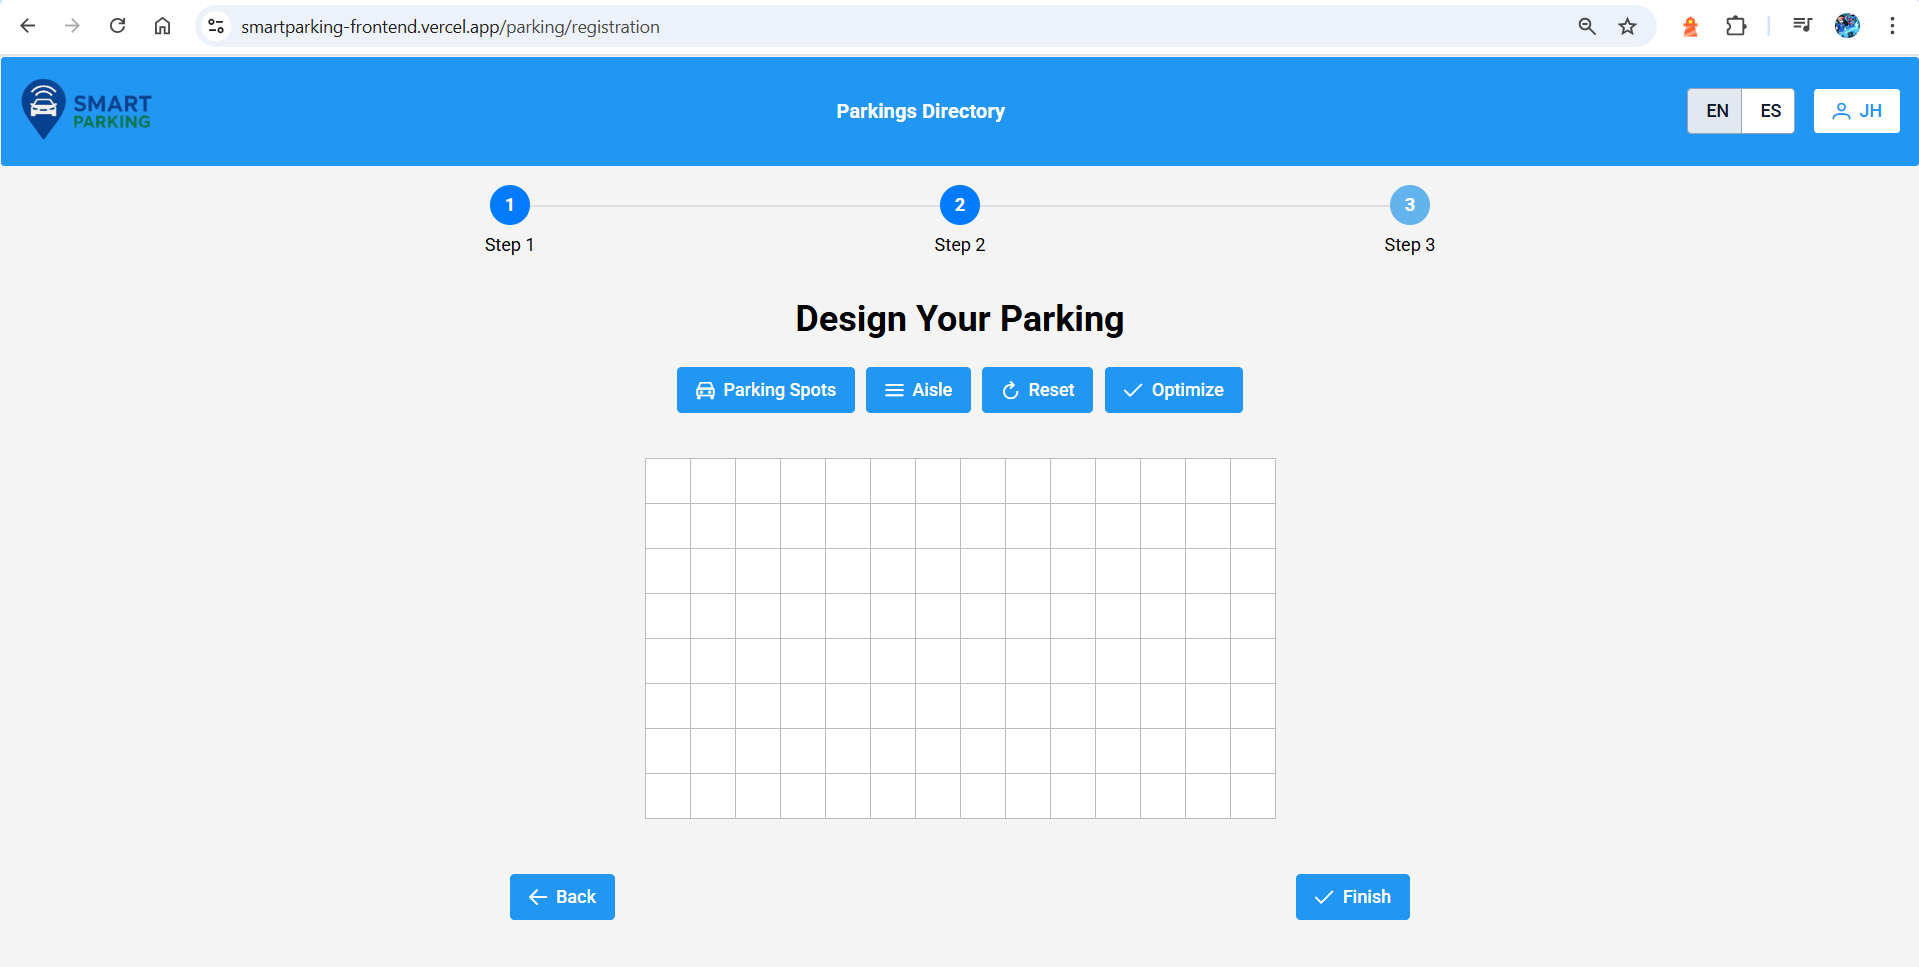 smartparking-frontend.vercel.app/parking/registration
SMART
PARKING
Parkings Directory
EN
ES
JH
1
2
3
Step 1
Step 2
Step 3
Design Your Parking
Parking Spots
Aisle
Reset
Optimize
Back
Finish